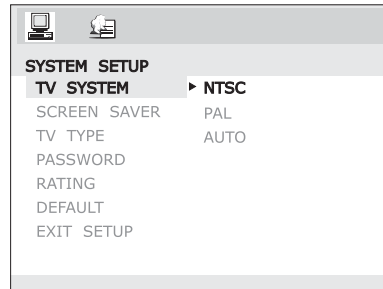 SYSTEM SETUP
TV SYSTEM NTSC
SCREEN SAVER PAL
TV TYPE AUTO
PASSWORD
RATING
DEFAULT
EXIT SETUP